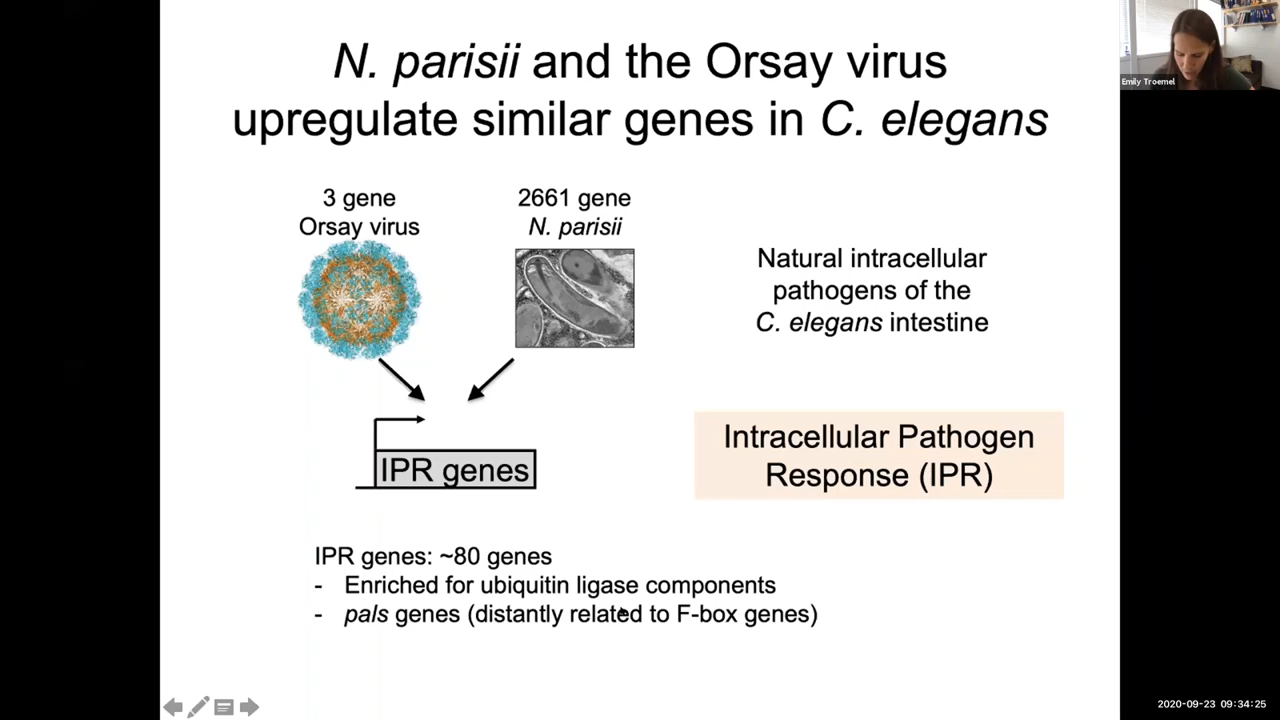 N. parisii and the Orsay virus
upregulate similar genes in C. elegans
3 gene
Orsay virus
2661 gene
N. parisii
Natural intracellular
pathogens of the
C. elegans intestine
IPR genes
Intracellular Pathogen
Response (IPR)
IPR genes: ~80 genes
- Enriched for ubiquitin ligase components
- pals genes (distantly related to F-box genes)
Emily Troemel
2020-09-23 09:34:25